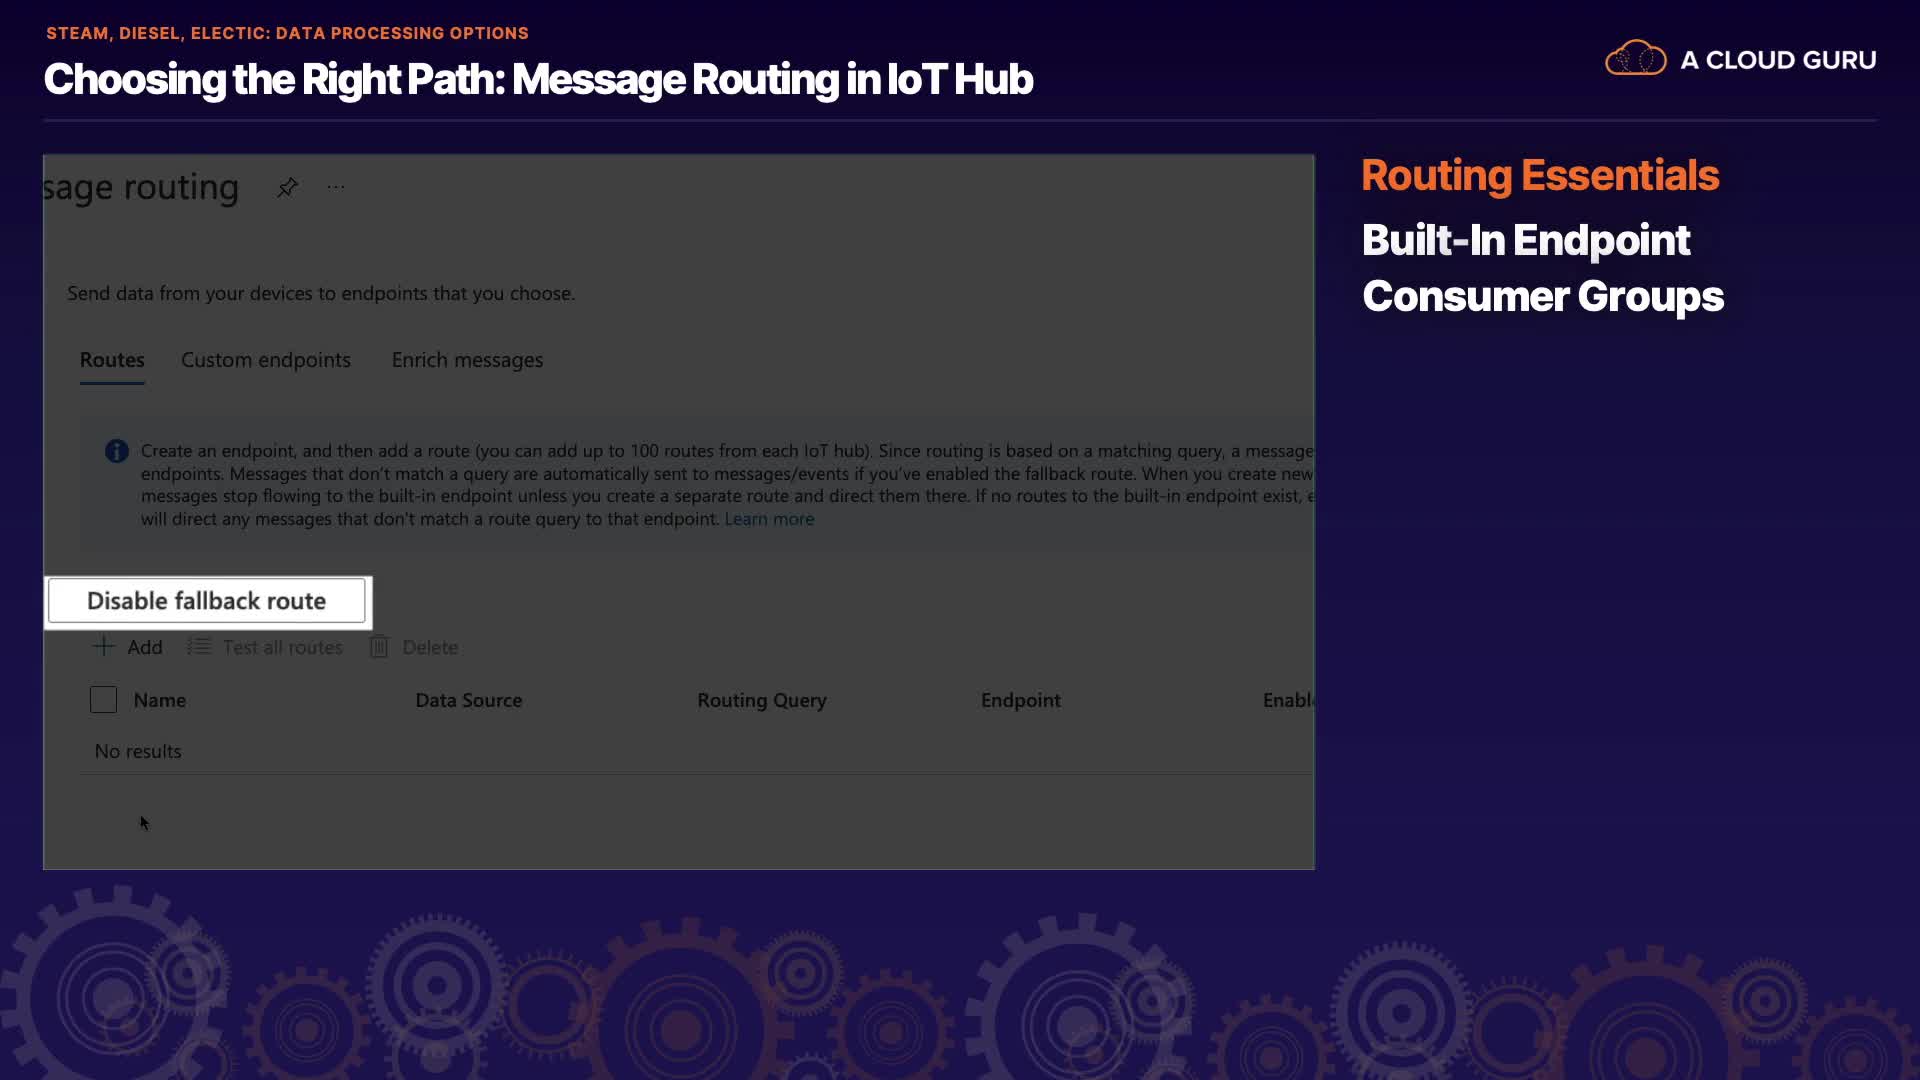 STEAM, DIESEL, ELECTIC: DATA PROCESSING OPTIONS
Choosing the Right Path: Message Routing in IoT Hub
A CLOUD GURU
sage routing
Send data from your devices to endpoints that you choose.
Routes Custom endpoints Enrich messages
Create an endpoint, and then add a route (you can add up to 100 routes from each IoT hub). Since routing is based on a matching query, a message
endpoints. Messages that don't match a query are automatically sent to messages/events if you've enabled the fallback route. When you create new
messages stop flowing to the built-in endpoint unless you create a separate route and direct them there. If no routes to the built-in endpoint exist, e
will direct any messages that don't match a route query to that endpoint. Learn more
Disable fallback route
Add Test all routes Delete
Name Data Source Routing Query Endpoint Enabl
No results
Routing Essentials
Built-In Endpoint
Consumer Groups